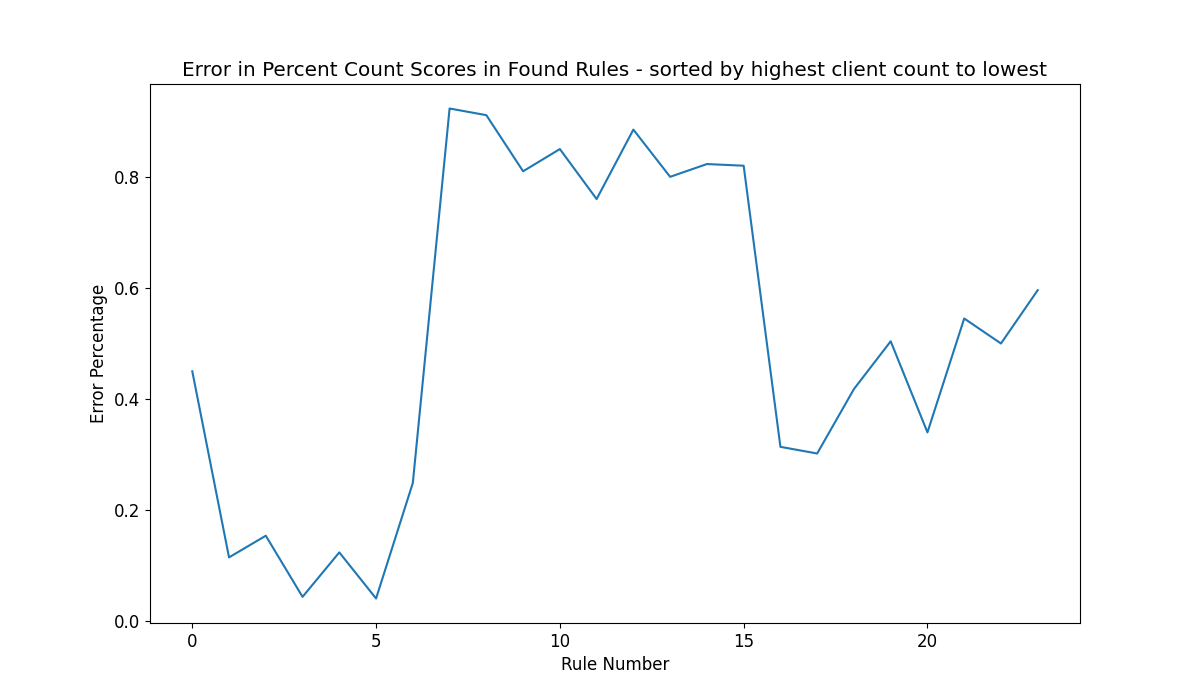 Error in Percent Count Scores in Found Rules - sorted by highest client count to lowest
0.8
0.6
0.4
0.2
0.0
Error Percentage
0 5 10 15 20
Rule Number